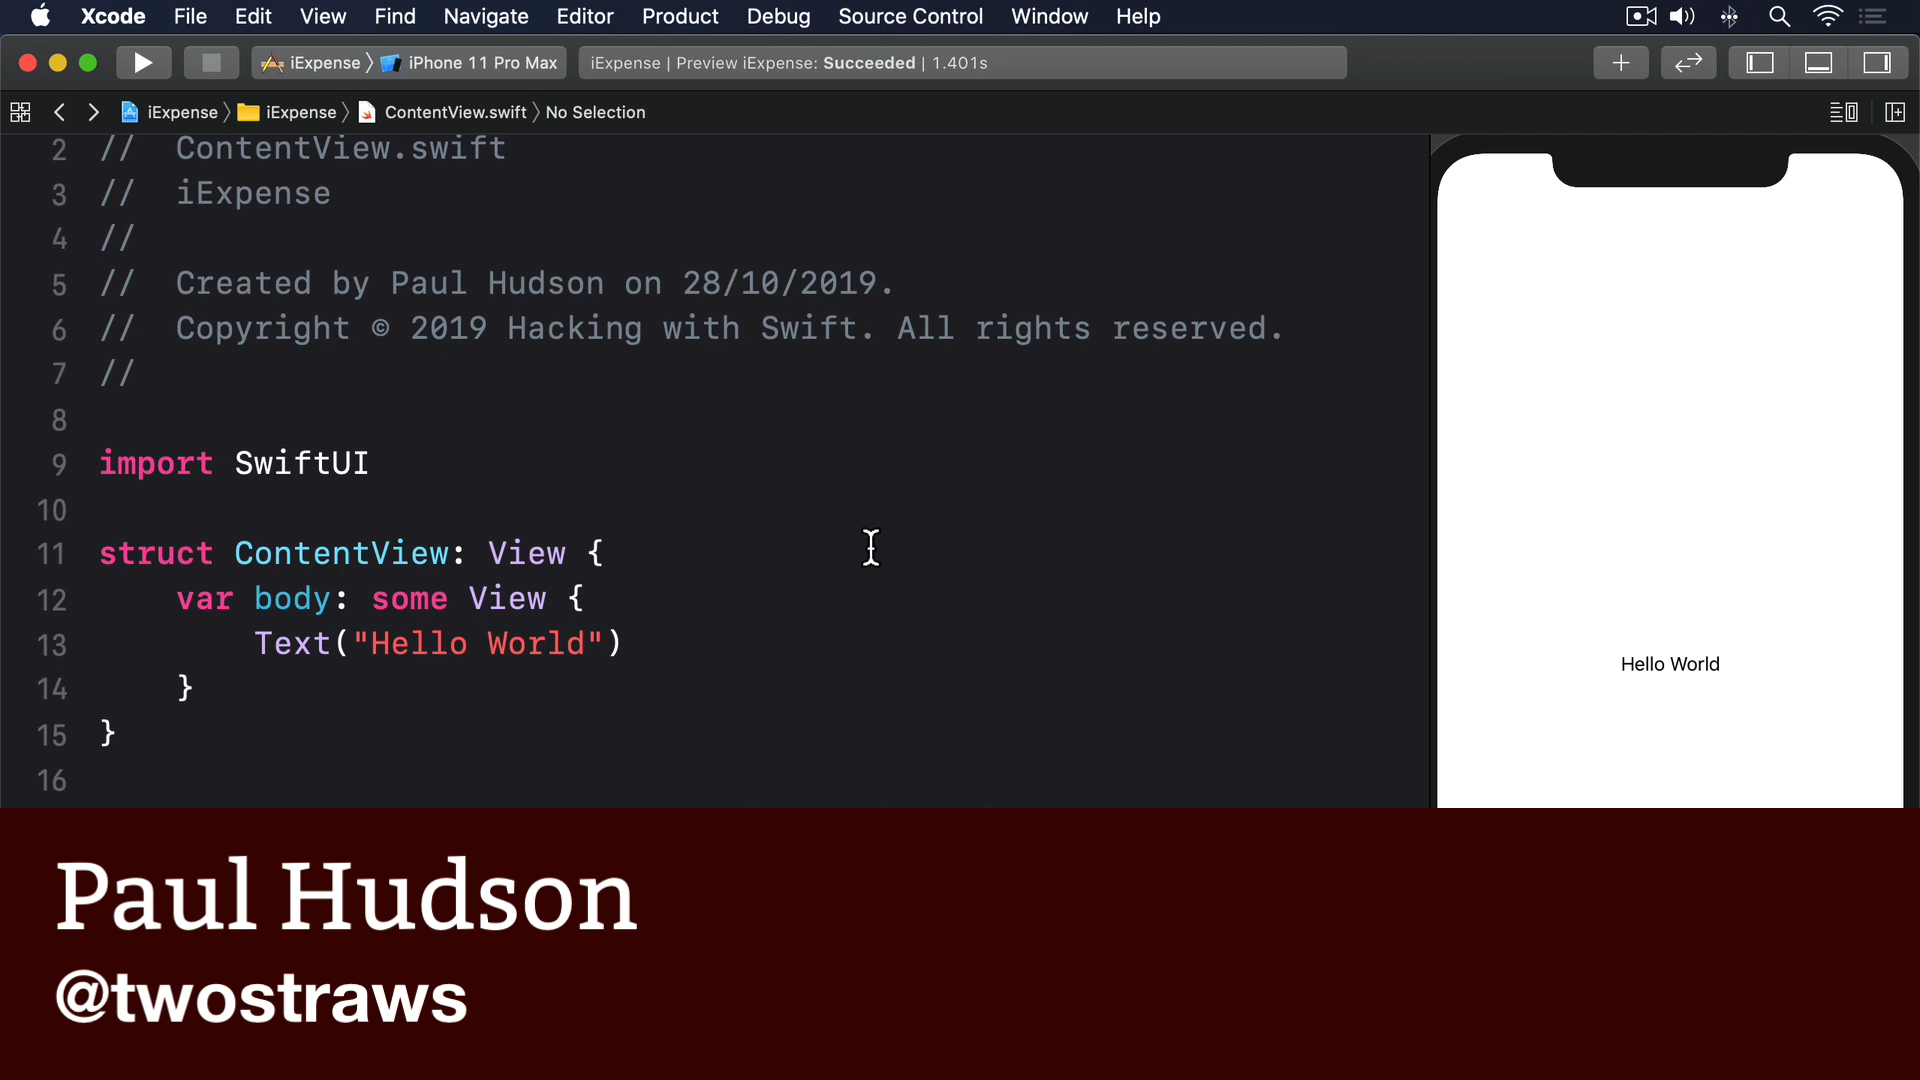 Xcode File Edit View Find Navigate Editor Product Debug Source Control Window Help
iExpense 〉 iPhone 11 Pro Max
iExpense | Preview iExpense: Succeeded | 1.401s
iExpense 〉 iExpense 〉 ContentView.swift 〉 No Selection
2 //  ContentView.swift
3 //  iExpense
4 //
5 //  Created by Paul Hudson on 28/10/2019.
6 //  Copyright © 2019 Hacking with Swift. All rights reserved.
7 //
8
9 import SwiftUI
10
11 struct ContentView: View {
12     var body: some View {
13         Text("Hello World")
14     }
15 }
16
Hello World
Paul Hudson
@twostraws